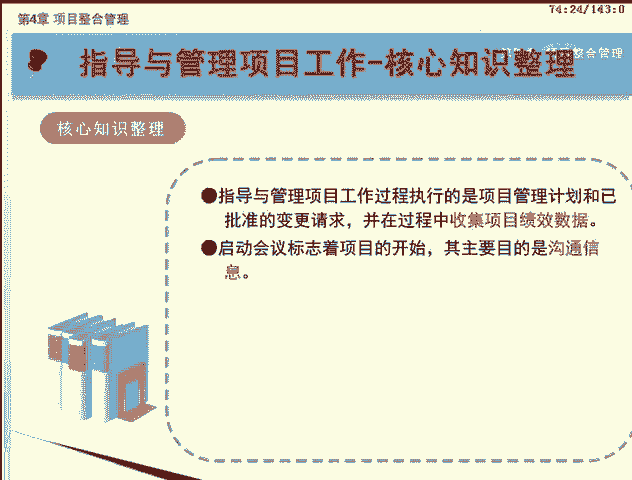 第4章 项目整合管理
74:24/143:0
整合管理
指导与管理项目工作-核心知识整理
核心知识整理
●指导与管理项目工作过程执行的是项目管理计划和已
批准的变更请求，并在过程中收集项目绩效数据。
●启动会议标志着项目的开始，其主要目的是沟通信
息。